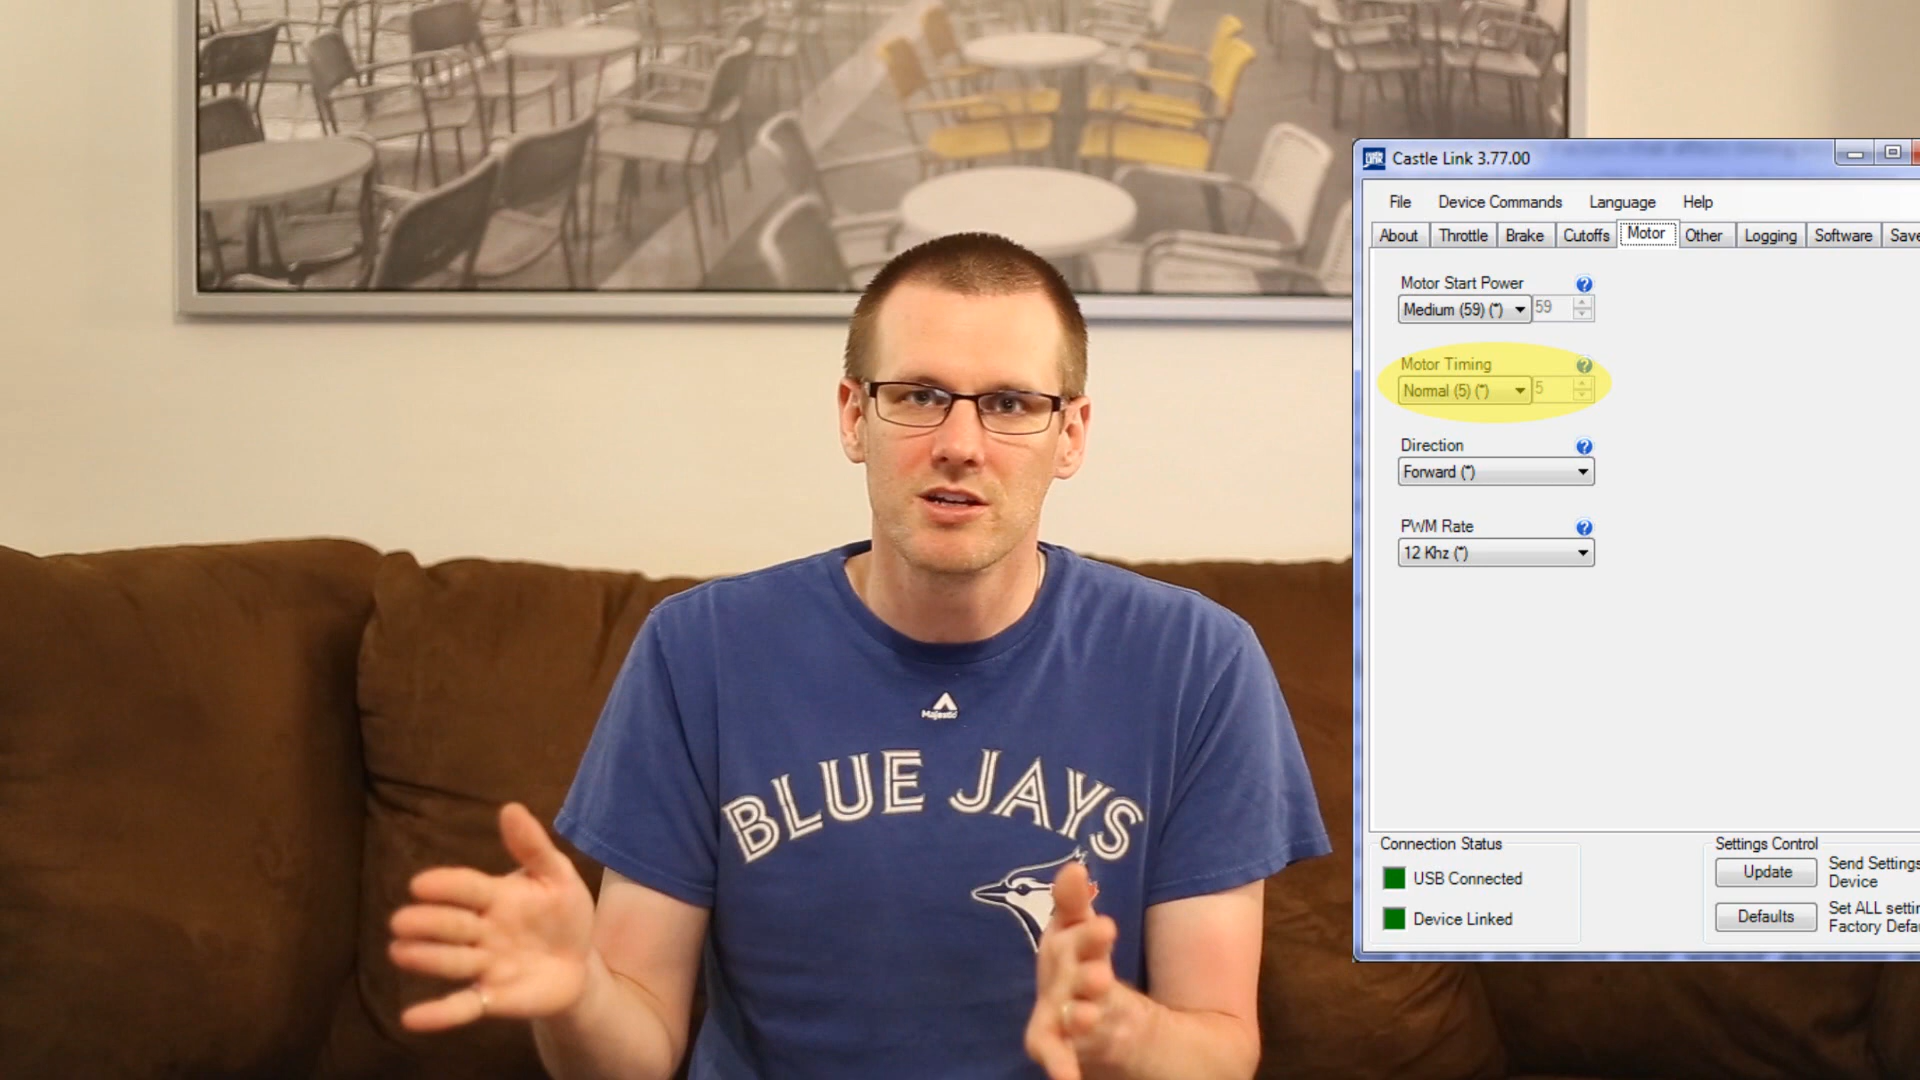 Castle Link 3.77.00
File Device Commands Language Help
About Throttle Brake Cutoffs Motor Other Logging Software Save
Motor Start Power
Medium (59) (*) 59
Motor Timing
Normal (5) (*) 5
Direction
Forward (*)
PWM Rate
12 Khz (*)
Connection Status
USB Connected
Device Linked
Settings Control
Update Send Settings
Device
Defaults Set ALL settin
Factory Defau
Majestic
BLUE JAYS